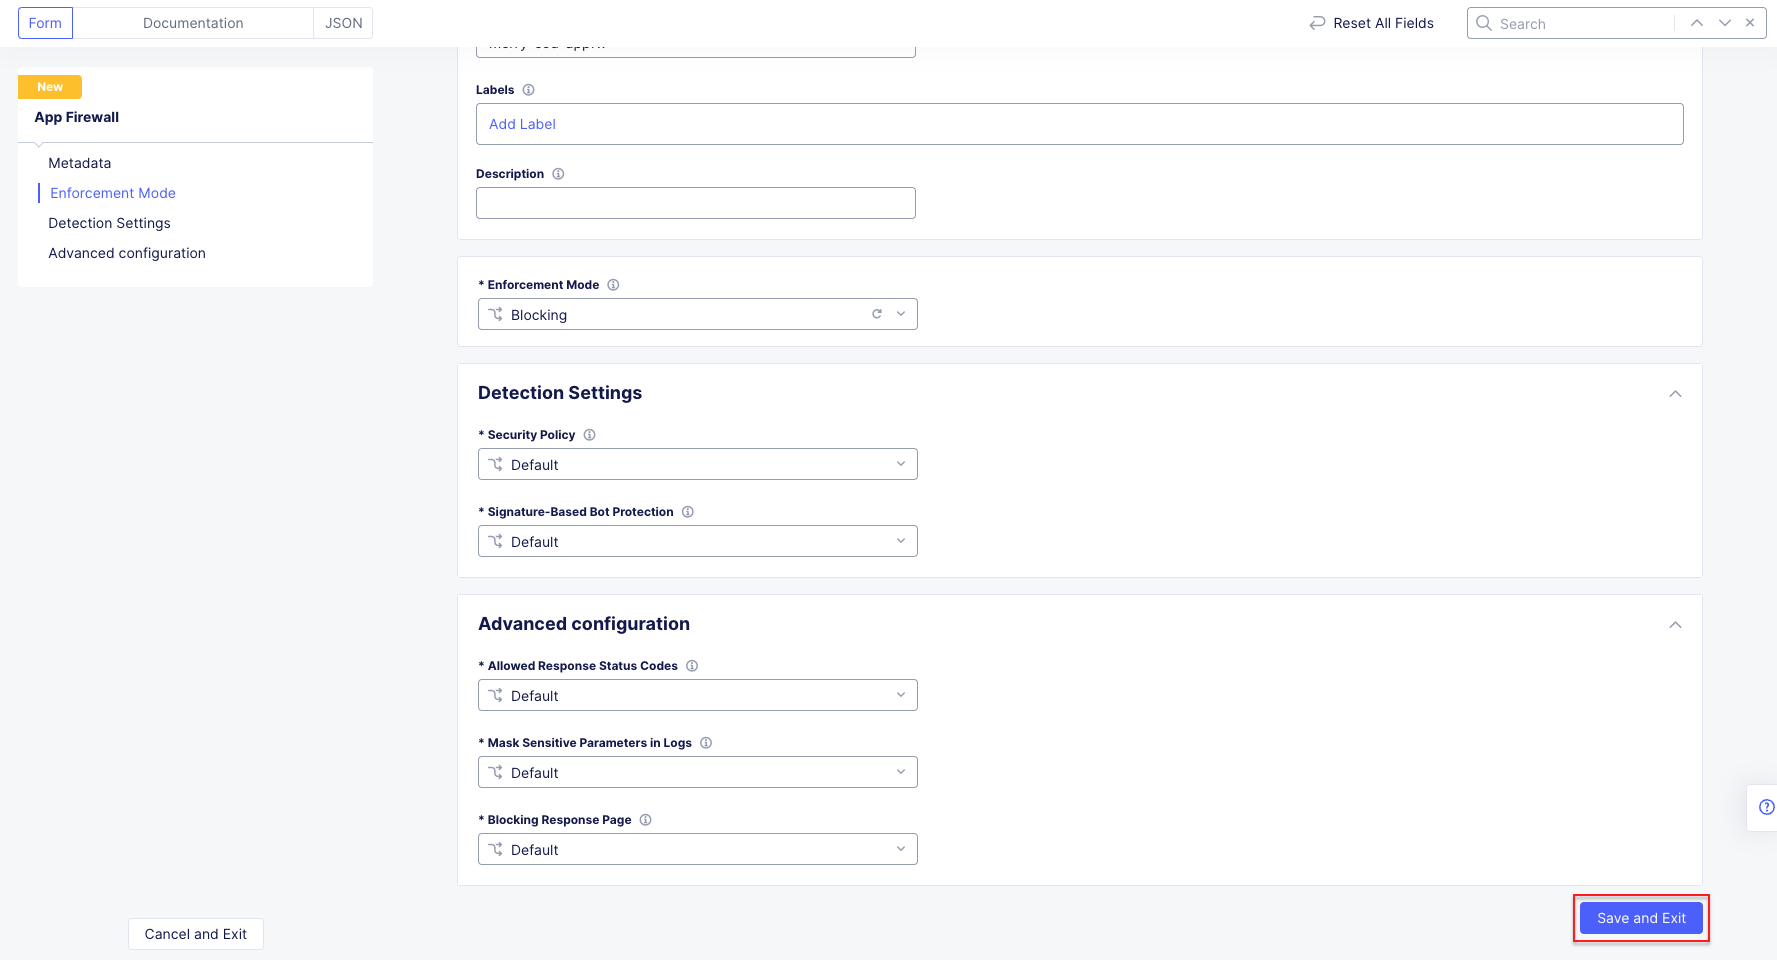 Form
Documentation
JSON
Reset All Fields
Search
New
App Firewall
Metadata
Enforcement Mode
Detection Settings
Advanced configuration
Labels
Add Label
Description
* Enforcement Mode
Blocking
Detection Settings
* Security Policy
Default
* Signature-Based Bot Protection
Default
Advanced configuration
* Allowed Response Status Codes
Default
* Mask Sensitive Parameters in Logs
Default
* Blocking Response Page
Default
Cancel and Exit
Save and Exit